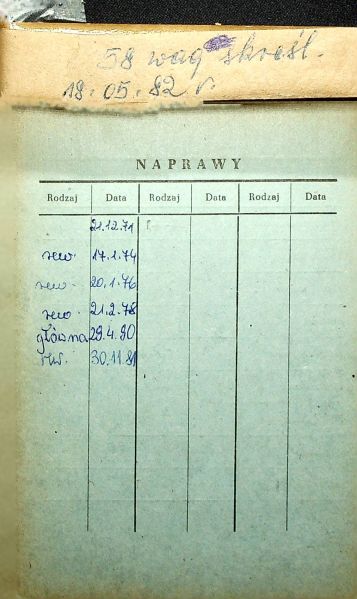 58 wag skreśl.
18.05.82 r.
NAPRAWY
Rodzaj Data Rodzaj Data Rodzaj Data
21.12.71
rew. 17.1.74
rew. 20.1.76
rew. 21.2.78
główna 29.4.80
rew. 30.11.81